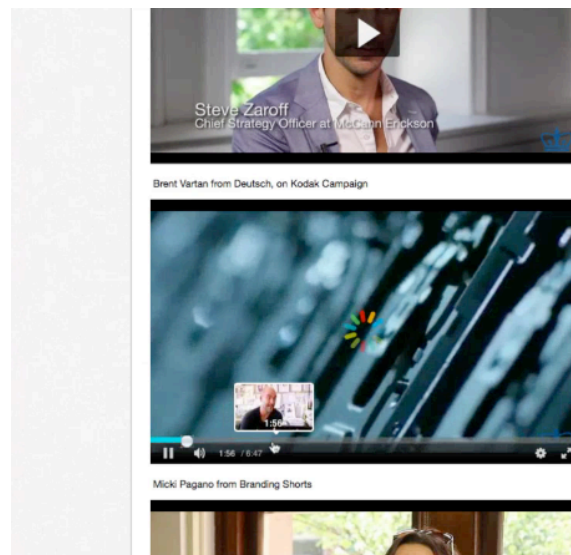 Steve Zaroff
Chief Strategy Officer at McCann Erickson
Brent Vartan from Deutsch, on Kodak Campaign
1:56
1:56 / 6:47
Micki Pagano from Branding Shorts